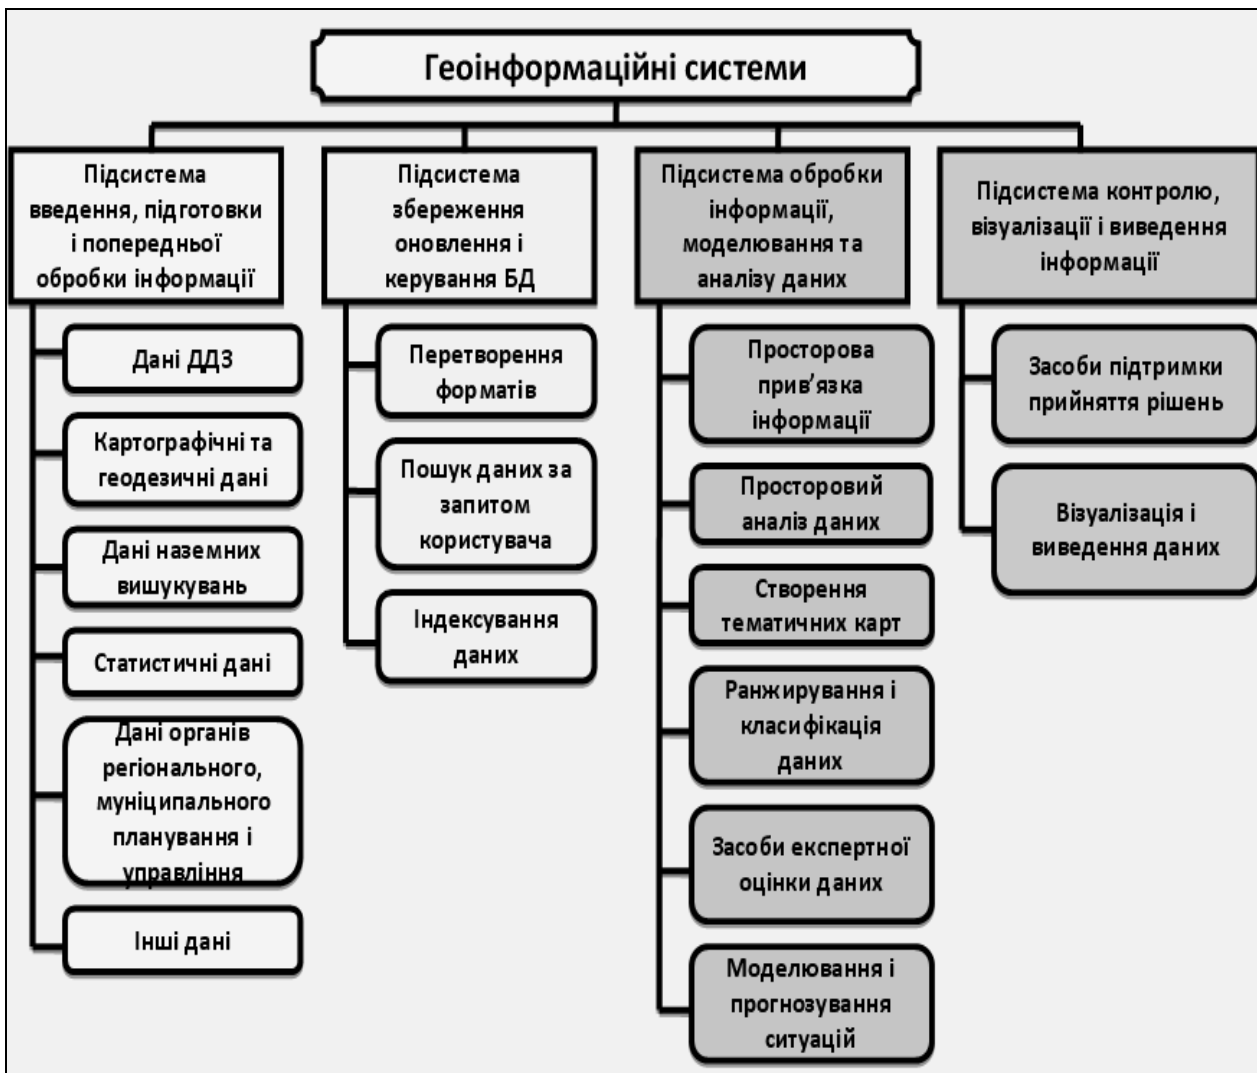 Геоінформаційні системи
Підсистема
введення, підготовки
і попередньої
обробки інформації
Дані ДДЗ
Картографічні та
геодезичні дані
Дані наземних
вишукувань
Статистичні дані
Дані органів
регіонального,
муніципального
планування і
управління
Інші дані
Підсистема
збереження
оновлення і
керування БД
Перетворення
форматів
Пошук даних за
запитом
користувача
Індексування
даних
Підсистема обробки
інформації,
моделювання та
аналізу даних
Просторова
прив’язка
інформації
Просторовий
аналіз даних
Створення
тематичних карт
Ранжирування і
класифікація
даних
Засоби експертної
оцінки даних
Моделювання і
прогнозування
ситуацій
Підсистема контролю,
візуалізації і виведення
інформації
Засоби підтримки
прийняття рішень
Візуалізація і
виведення даних